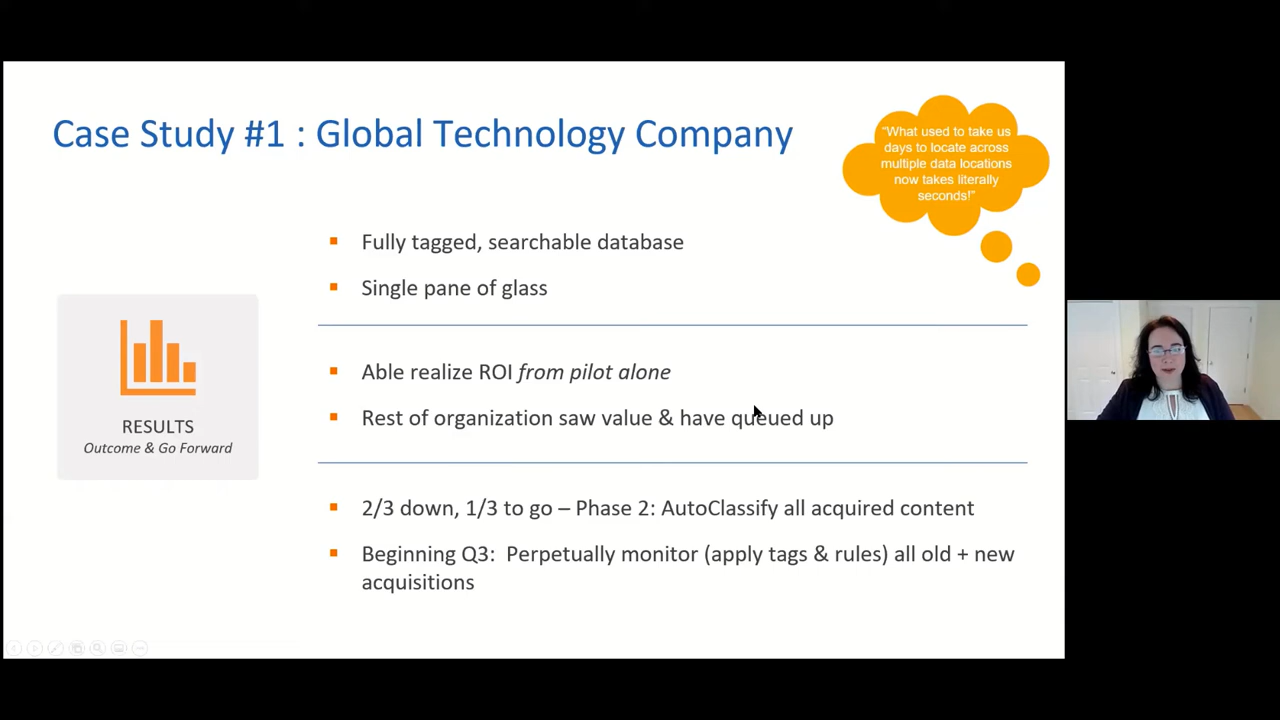 Case Study #1 : Global Technology Company
"What used to take us
days to locate across
multiple data locations
now takes literally
seconds!"
Fully tagged, searchable database
Single pane of glass
RESULTS
Outcome & Go Forward
Able realize ROI from pilot alone
Rest of organization saw value & have queued up
2/3 down, 1/3 to go – Phase 2: AutoClassify all acquired content
Beginning Q3:  Perpetually monitor (apply tags & rules) all old + new
acquisitions